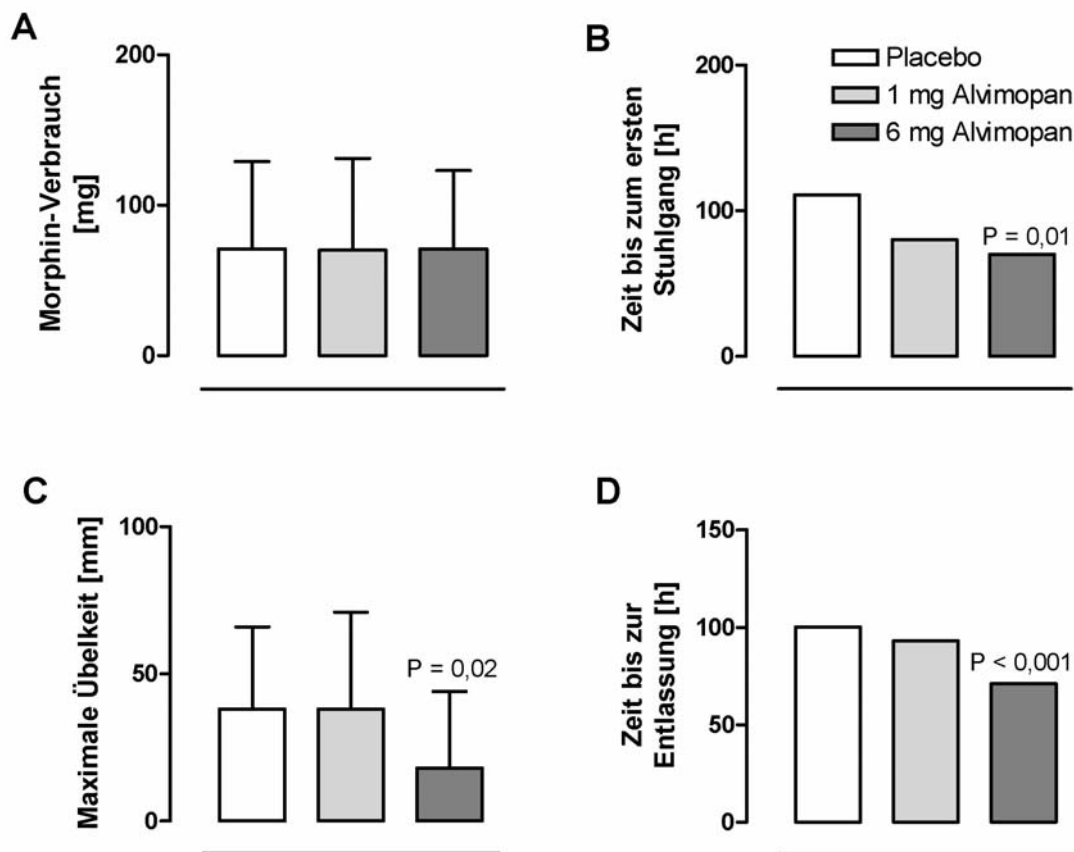 A
200
100
0
Morphin-Verbrauch
[mg]
B
200
100
0
Zeit bis zum ersten
Stuhlgang [h]
Placebo
1 mg Alvimopan
6 mg Alvimopan
P = 0,01
C
100
50
0
Maximale Übelkeit [mm]
P = 0,02
D
150
100
50
0
Zeit bis zur
Entlassung [h]
P < 0,001